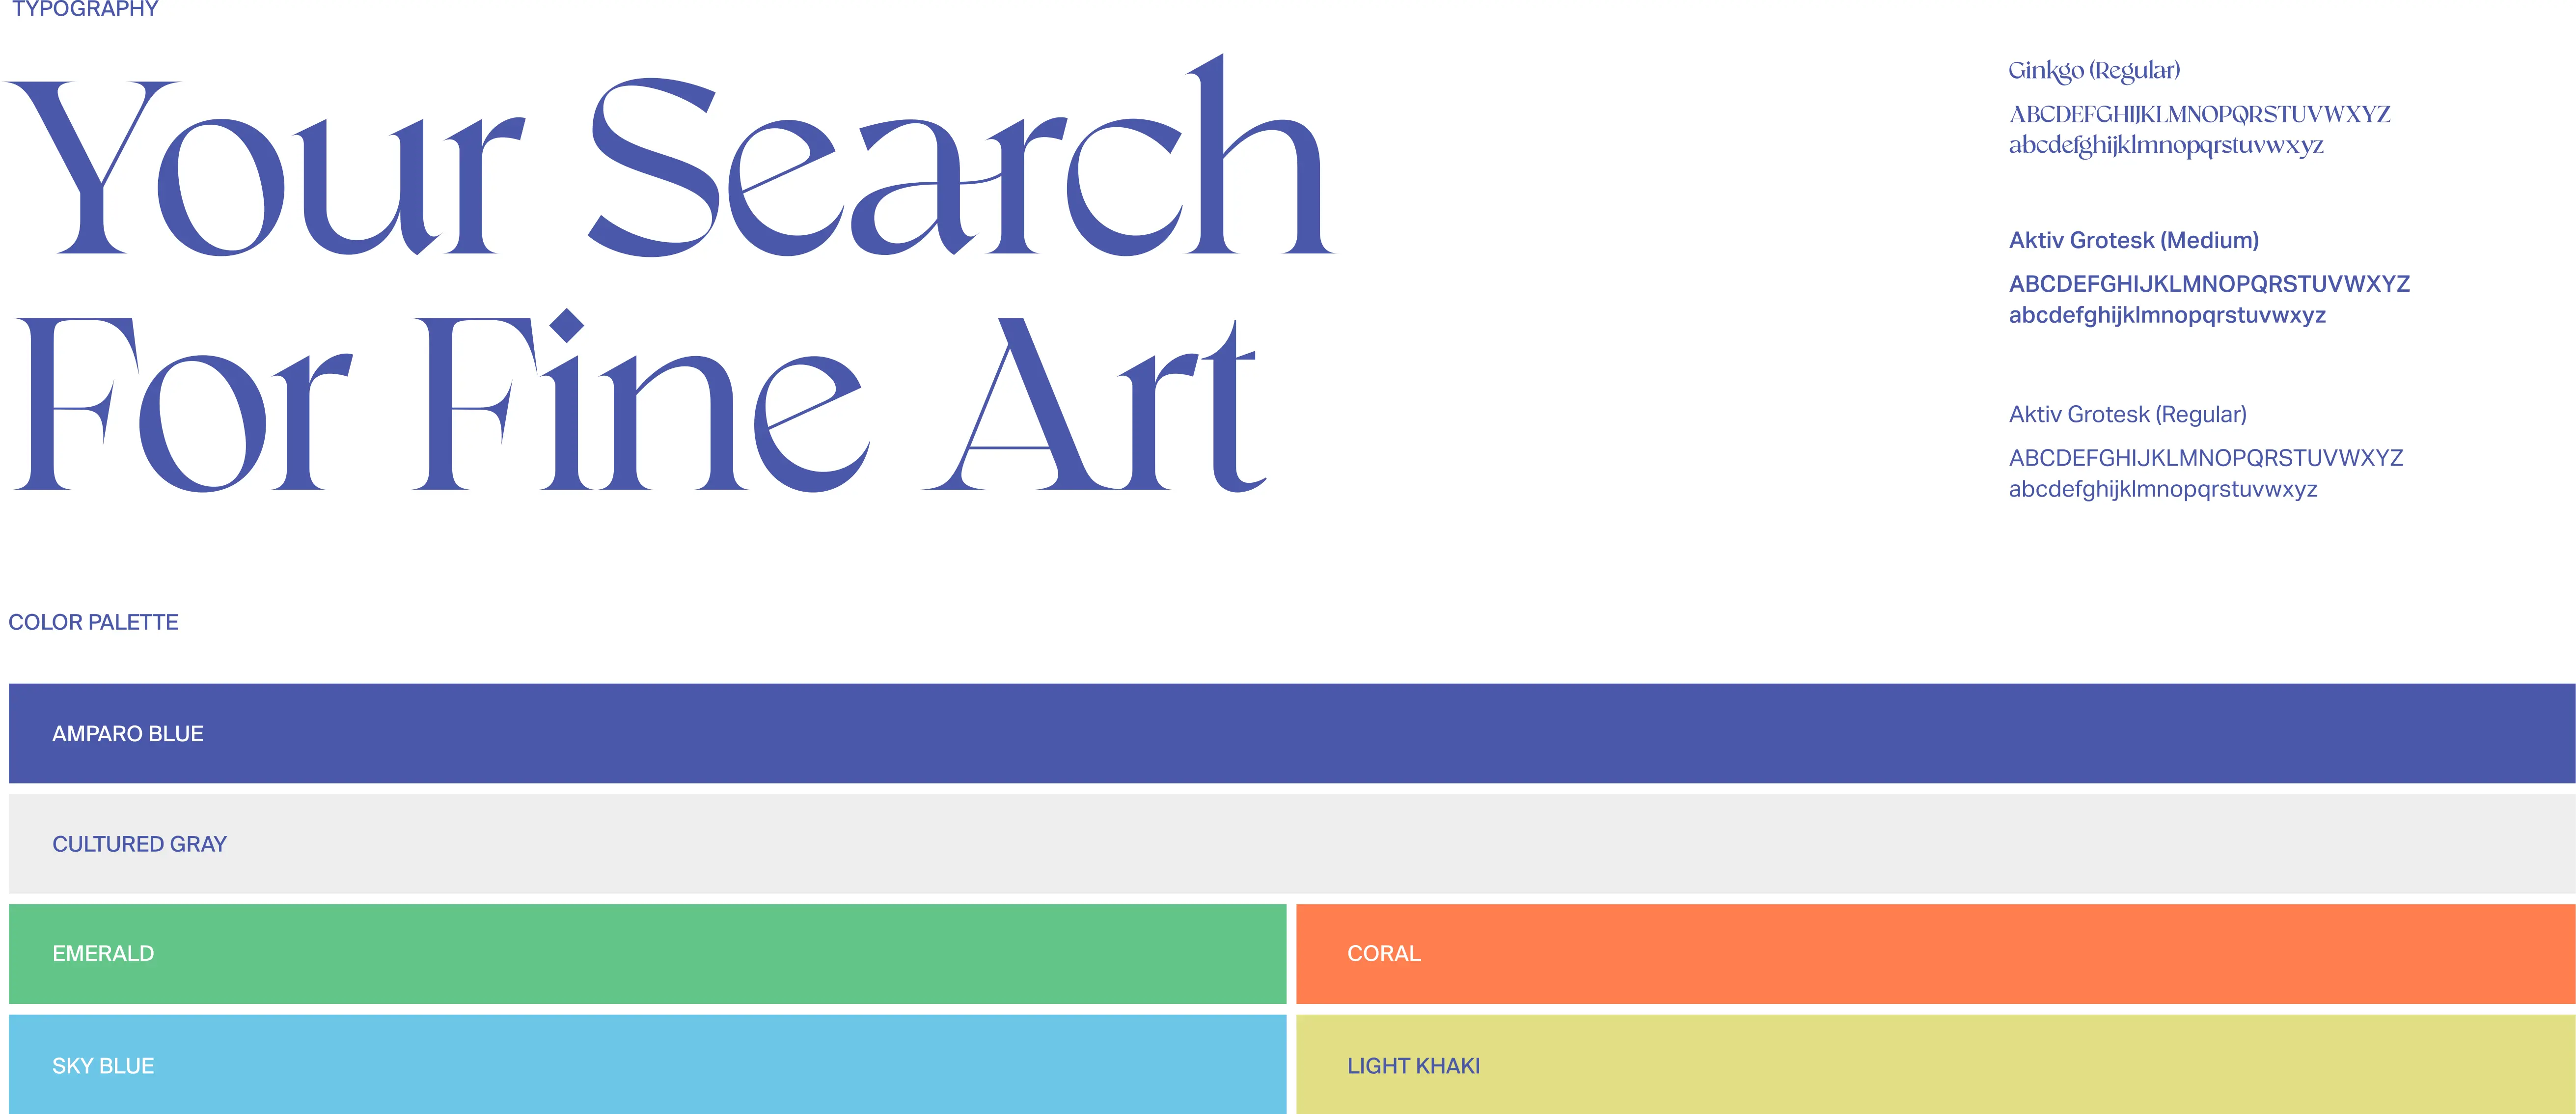 TYPOGRAPHY
Your Search
For Fine Art
Ginkgo (Regular)
ABCDEFGHIJKLMNOPQRSTUVWXYZ
abcdefghijklmnopqrstuvwxyz
Aktiv Grotesk (Medium)
ABCDEFGHIJKLMNOPQRSTUVWXYZ
abcdefghijklmnopqrstuvwxyz
Aktiv Grotesk (Regular)
ABCDEFGHIJKLMNOPQRSTUVWXYZ
abcdefghijklmnopqrstuvwxyz
COLOR PALETTE
AMPARO BLUE
CULTURED GRAY
EMERALD
CORAL
SKY BLUE
LIGHT KHAKI